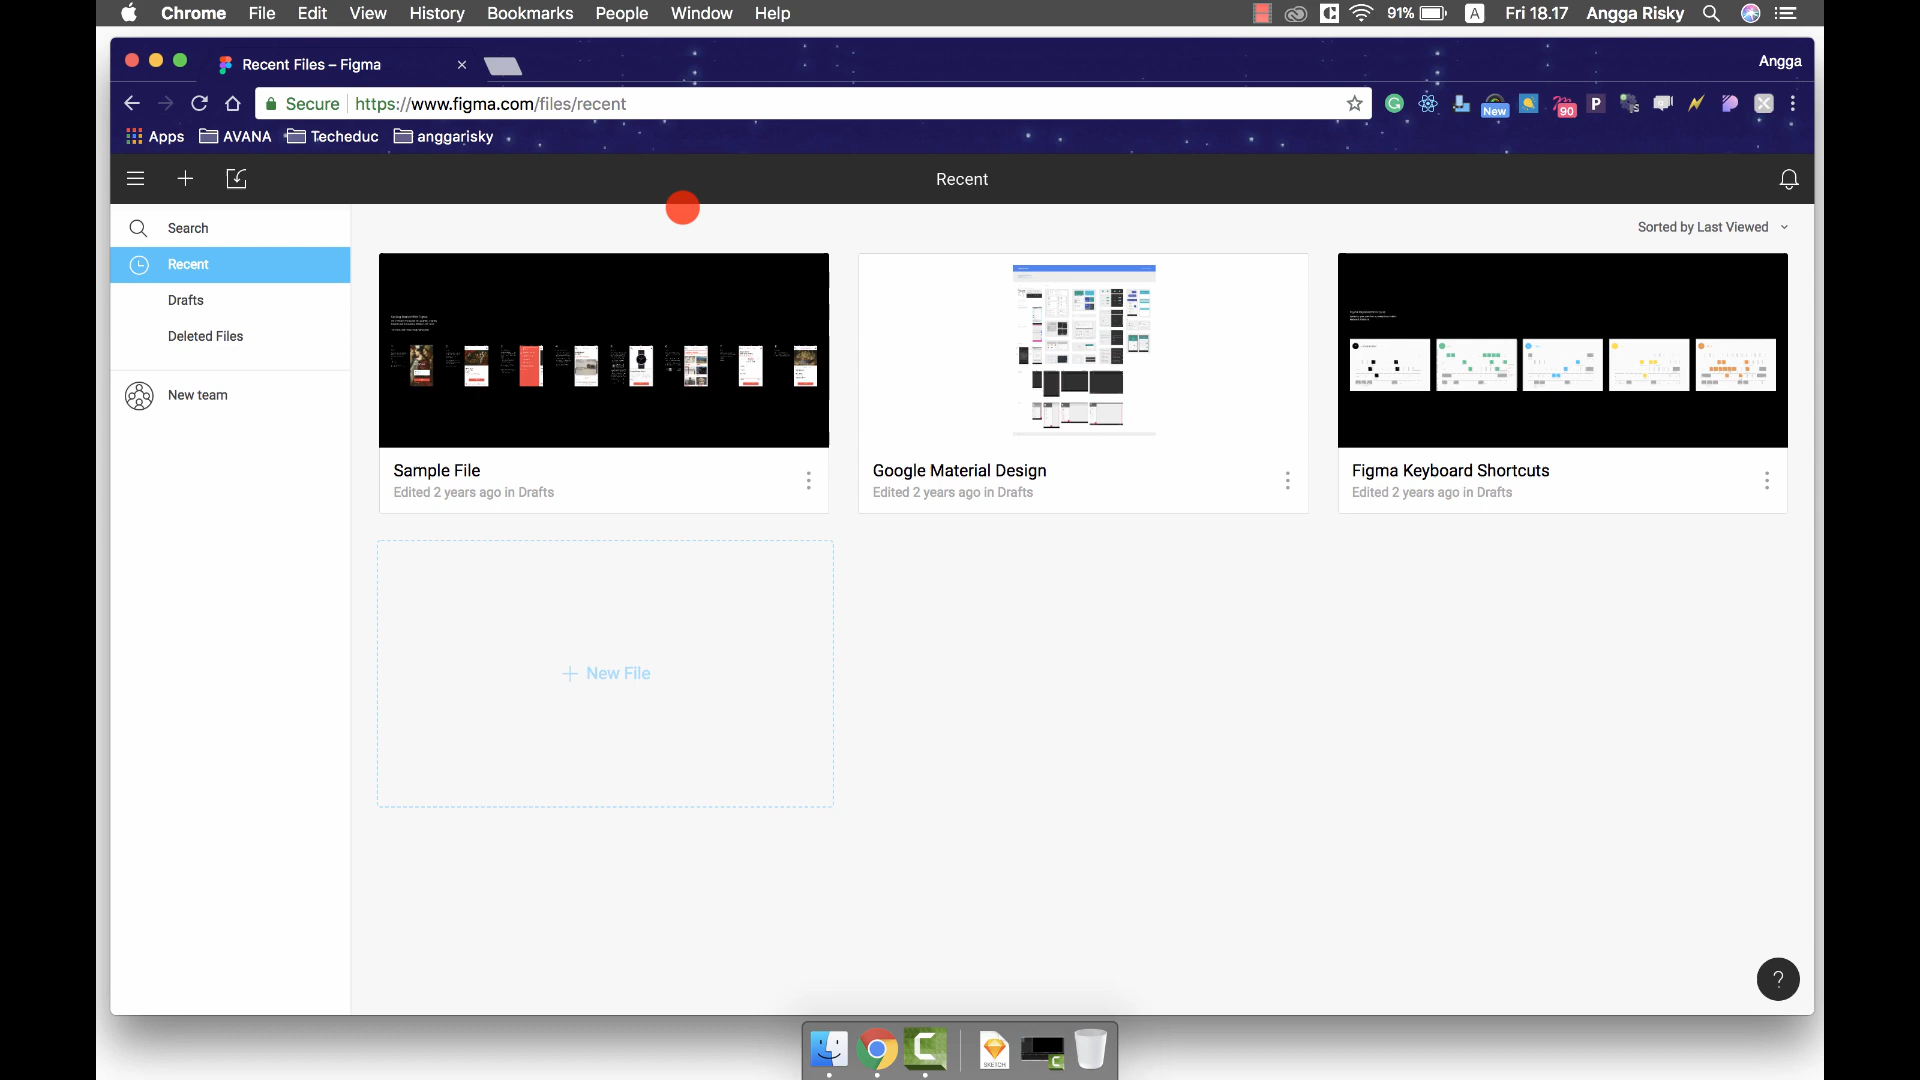 Chrome File Edit View History Bookmarks People Window Help
91% A Fri 18.17 Angga Risky
Recent Files – Figma
Angga
Secure https://www.figma.com/files/recent
New
90
P
Apps AVANA Techeduc anggarisky
Recent
Search
Sorted by Last Viewed
Recent
Drafts
Deleted Files
New team
Sample File
Edited 2 years ago in Drafts
Google Material Design
Edited 2 years ago in Drafts
Figma Keyboard Shortcuts
Edited 2 years ago in Drafts
+ New File
?
SKETCH